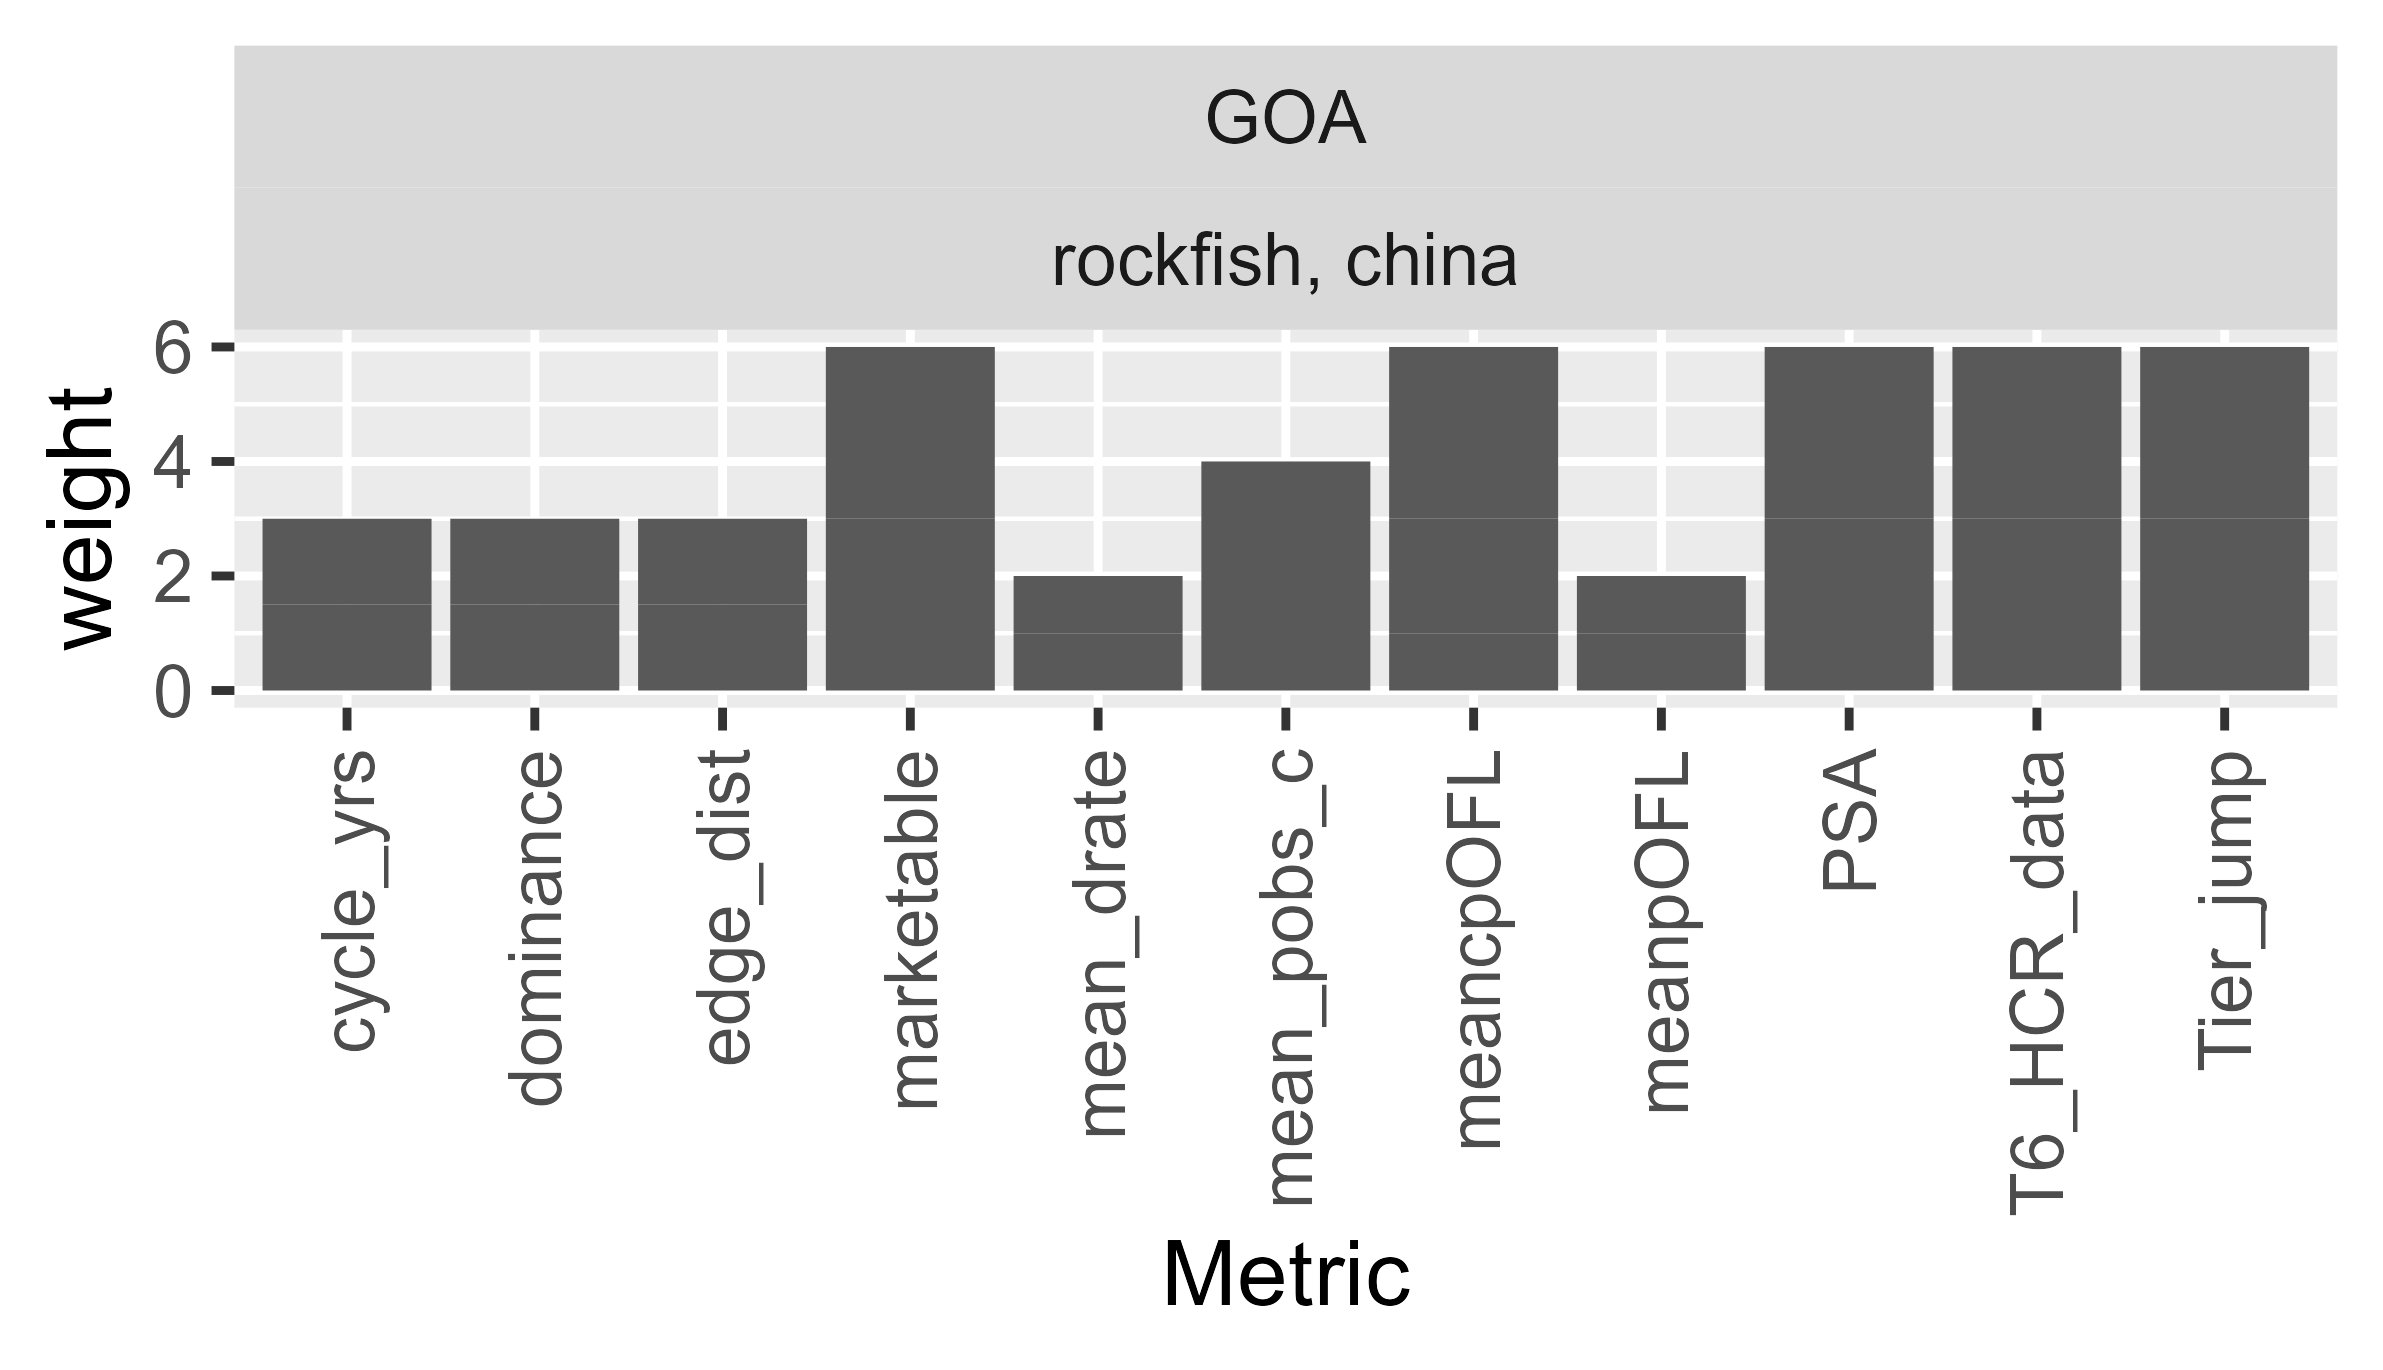 GOA
rockfish, china
weight
6
4
2
0
cycle_yrs
dominance
edge_dist
marketable
mean_drate
mean_pobs_c
meancpOFL
meanpOFL
PSA
T6_HCR_data
Tier_jump
Metric